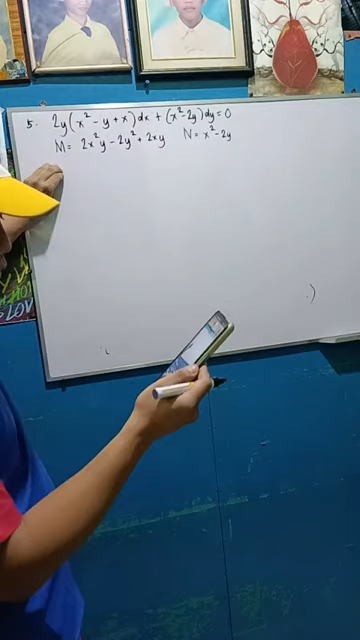 5. 2y(x² - y + x)dx + (x² - 2y)dy = 0
M = 2x²y - 2y² + 2xy N = x² - 2y